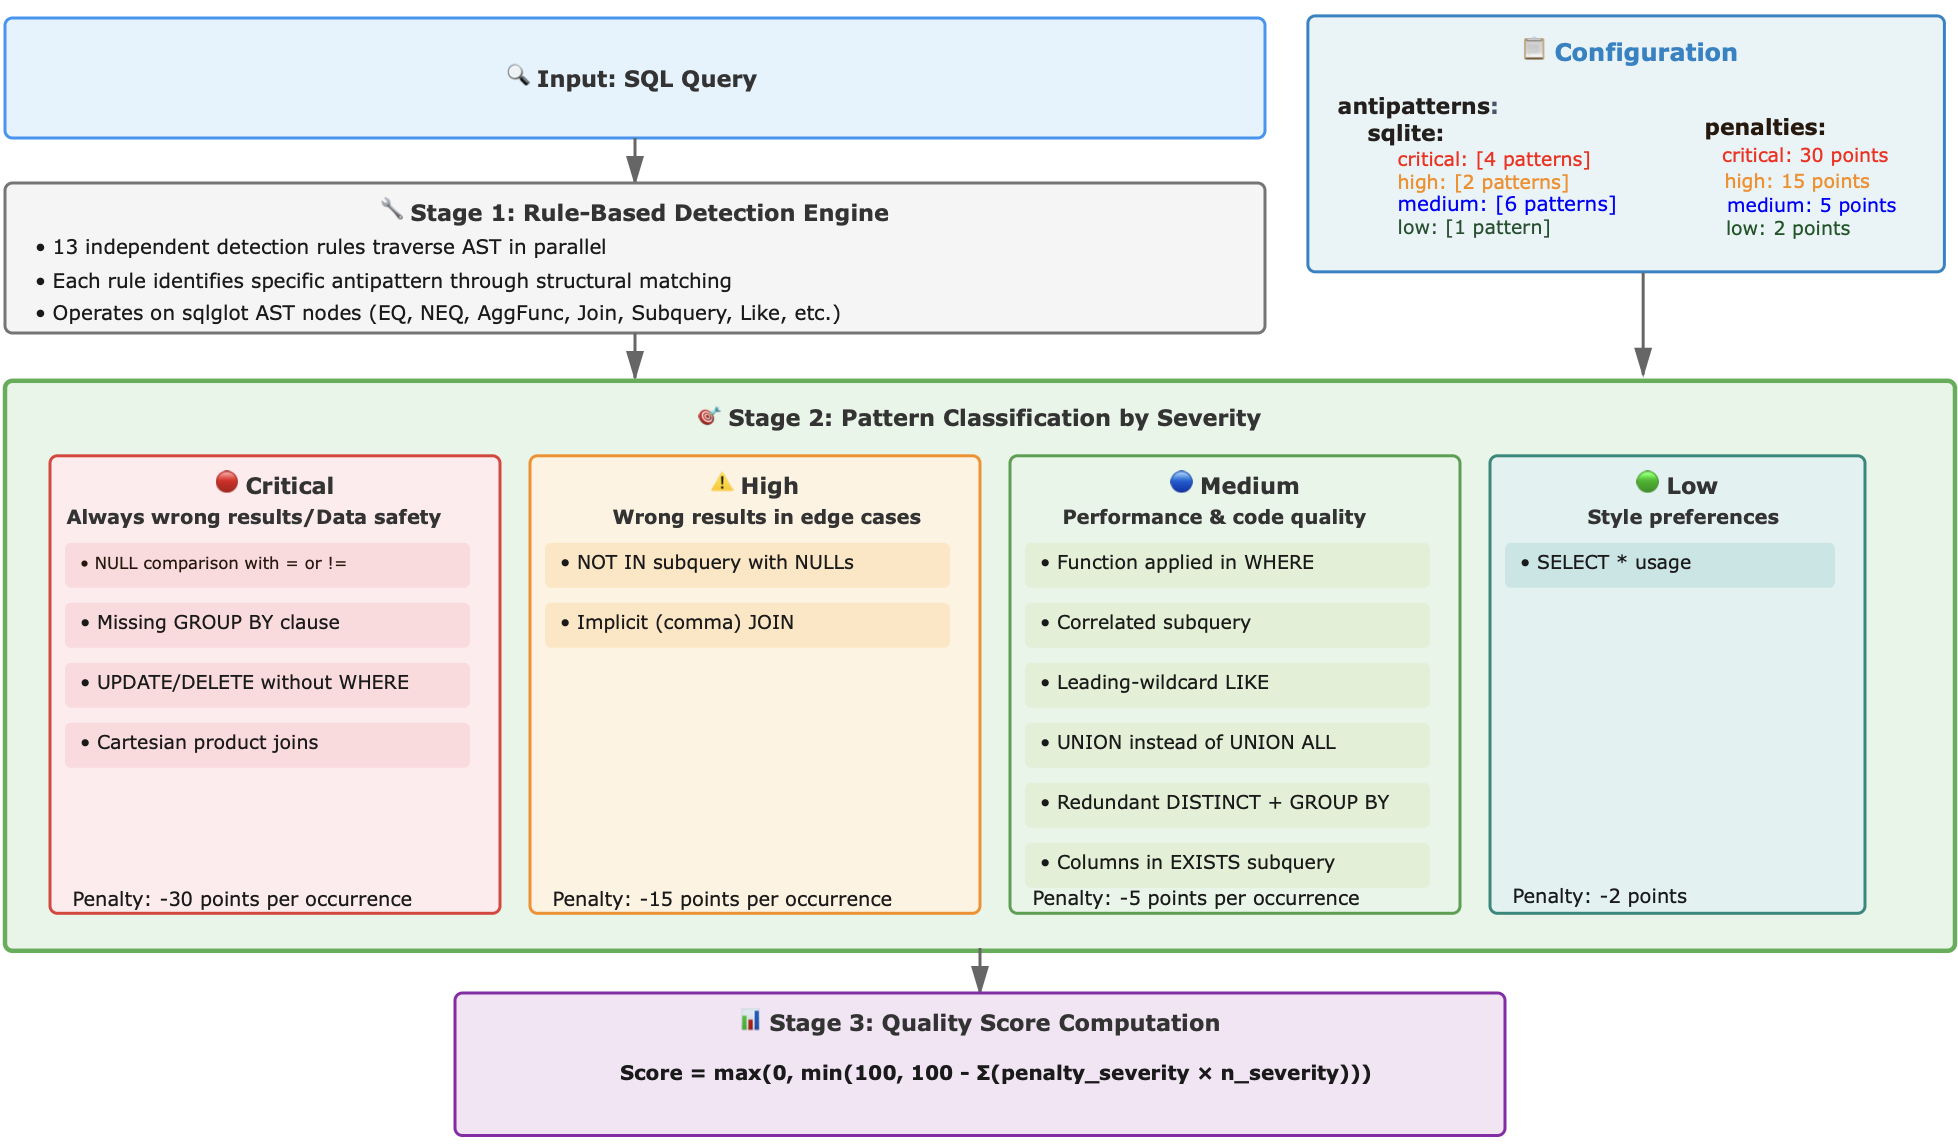 Input: SQL Query
Configuration
antipatterns:
sqlite:
critical: [4 patterns]
high: [2 patterns]
medium: [6 patterns]
low: [1 pattern]
penalties:
critical: 30 points
high: 15 points
medium: 5 points
low: 2 points
Stage 1: Rule-Based Detection Engine
• 13 independent detection rules traverse AST in parallel
• Each rule identifies specific antipattern through structural matching
• Operates on sqlglot AST nodes (EQ, NEQ, AggFunc, Join, Subquery, Like, etc.)
Stage 2: Pattern Classification by Severity
Critical
Always wrong results/Data safety
• NULL comparison with = or !=
• Missing GROUP BY clause
• UPDATE/DELETE without WHERE
• Cartesian product joins
Penalty: -30 points per occurrence
High
Wrong results in edge cases
• NOT IN subquery with NULLs
• Implicit (comma) JOIN
Penalty: -15 points per occurrence
Medium
Performance & code quality
• Function applied in WHERE
• Correlated subquery
• Leading-wildcard LIKE
• UNION instead of UNION ALL
• Redundant DISTINCT + GROUP BY
• Columns in EXISTS subquery
Penalty: -5 points per occurrence
Low
Style preferences
• SELECT * usage
Penalty: -2 points
Stage 3: Quality Score Computation
Score = max(0, min(100, 100 - Σ(penalty_severity × n_severity)))